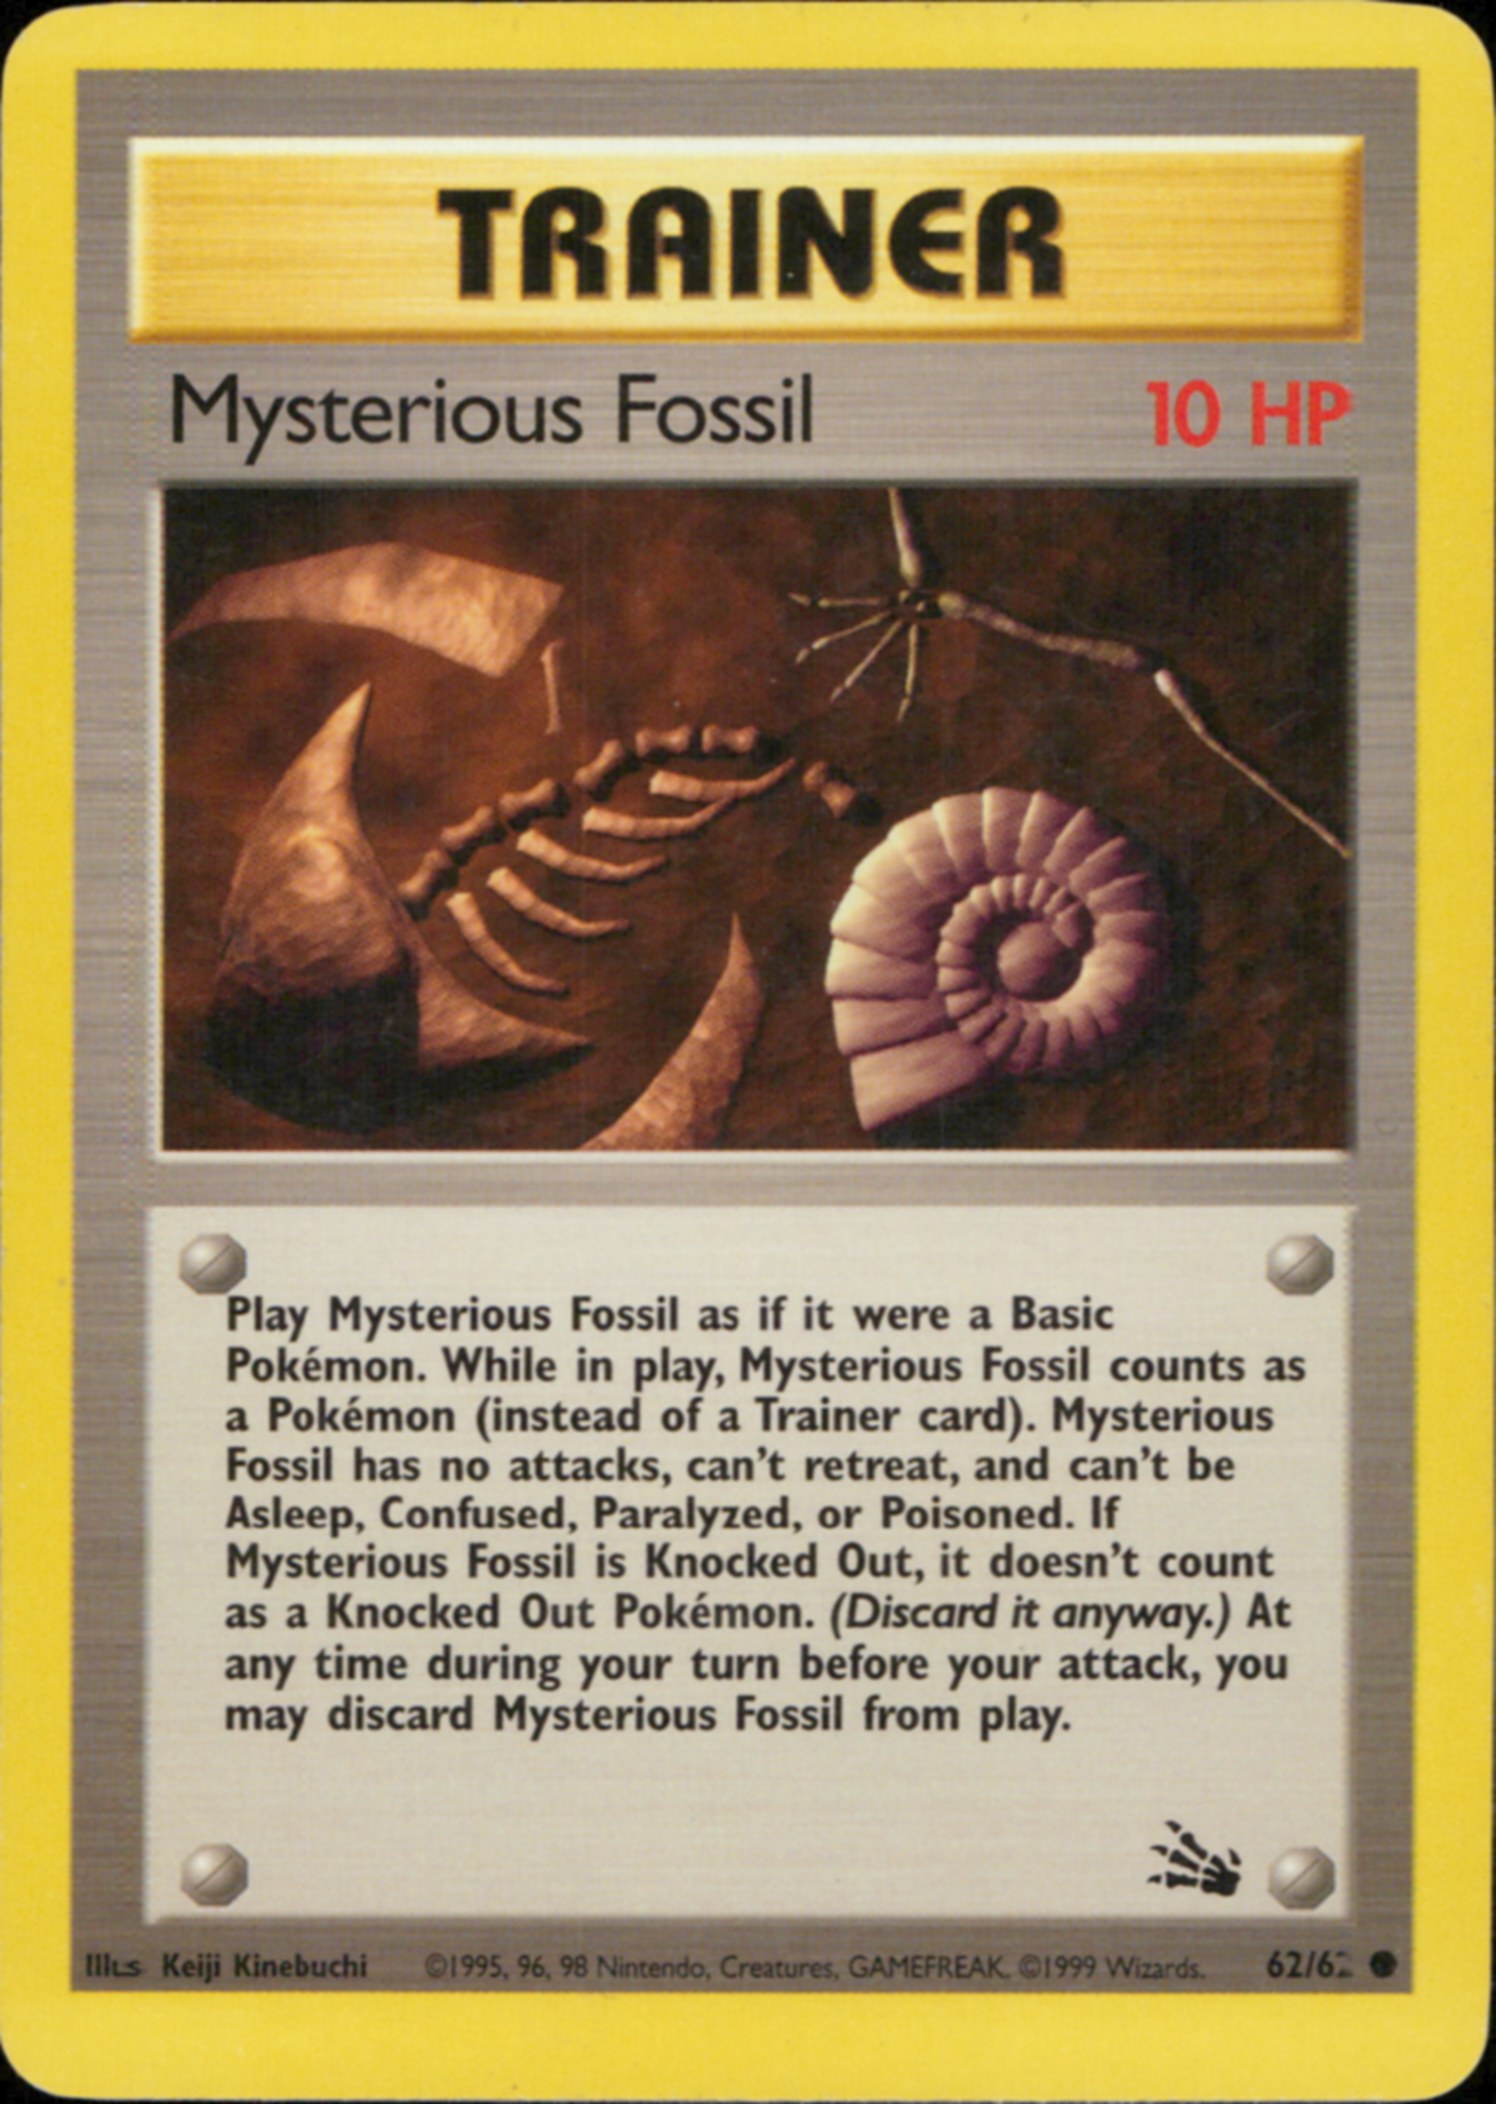 TRAINER
Mysterious Fossil 10 HP
Play Mysterious Fossil as if it were a Basic
Pokémon. While in play, Mysterious Fossil counts as
a Pokémon (instead of a Trainer card). Mysterious
Fossil has no attacks, can't retreat, and can't be
Asleep, Confused, Paralyzed, or Poisoned. If
Mysterious Fossil is Knocked Out, it doesn't count
as a Knocked Out Pokémon. (Discard it anyway.) At
any time during your turn before your attack, you
may discard Mysterious Fossil from play.
Illus. Keiji Kinebuchi ©1995, 96, 98 Nintendo, Creatures, GAMEFREAK. ©1999 Wizards. 62/62